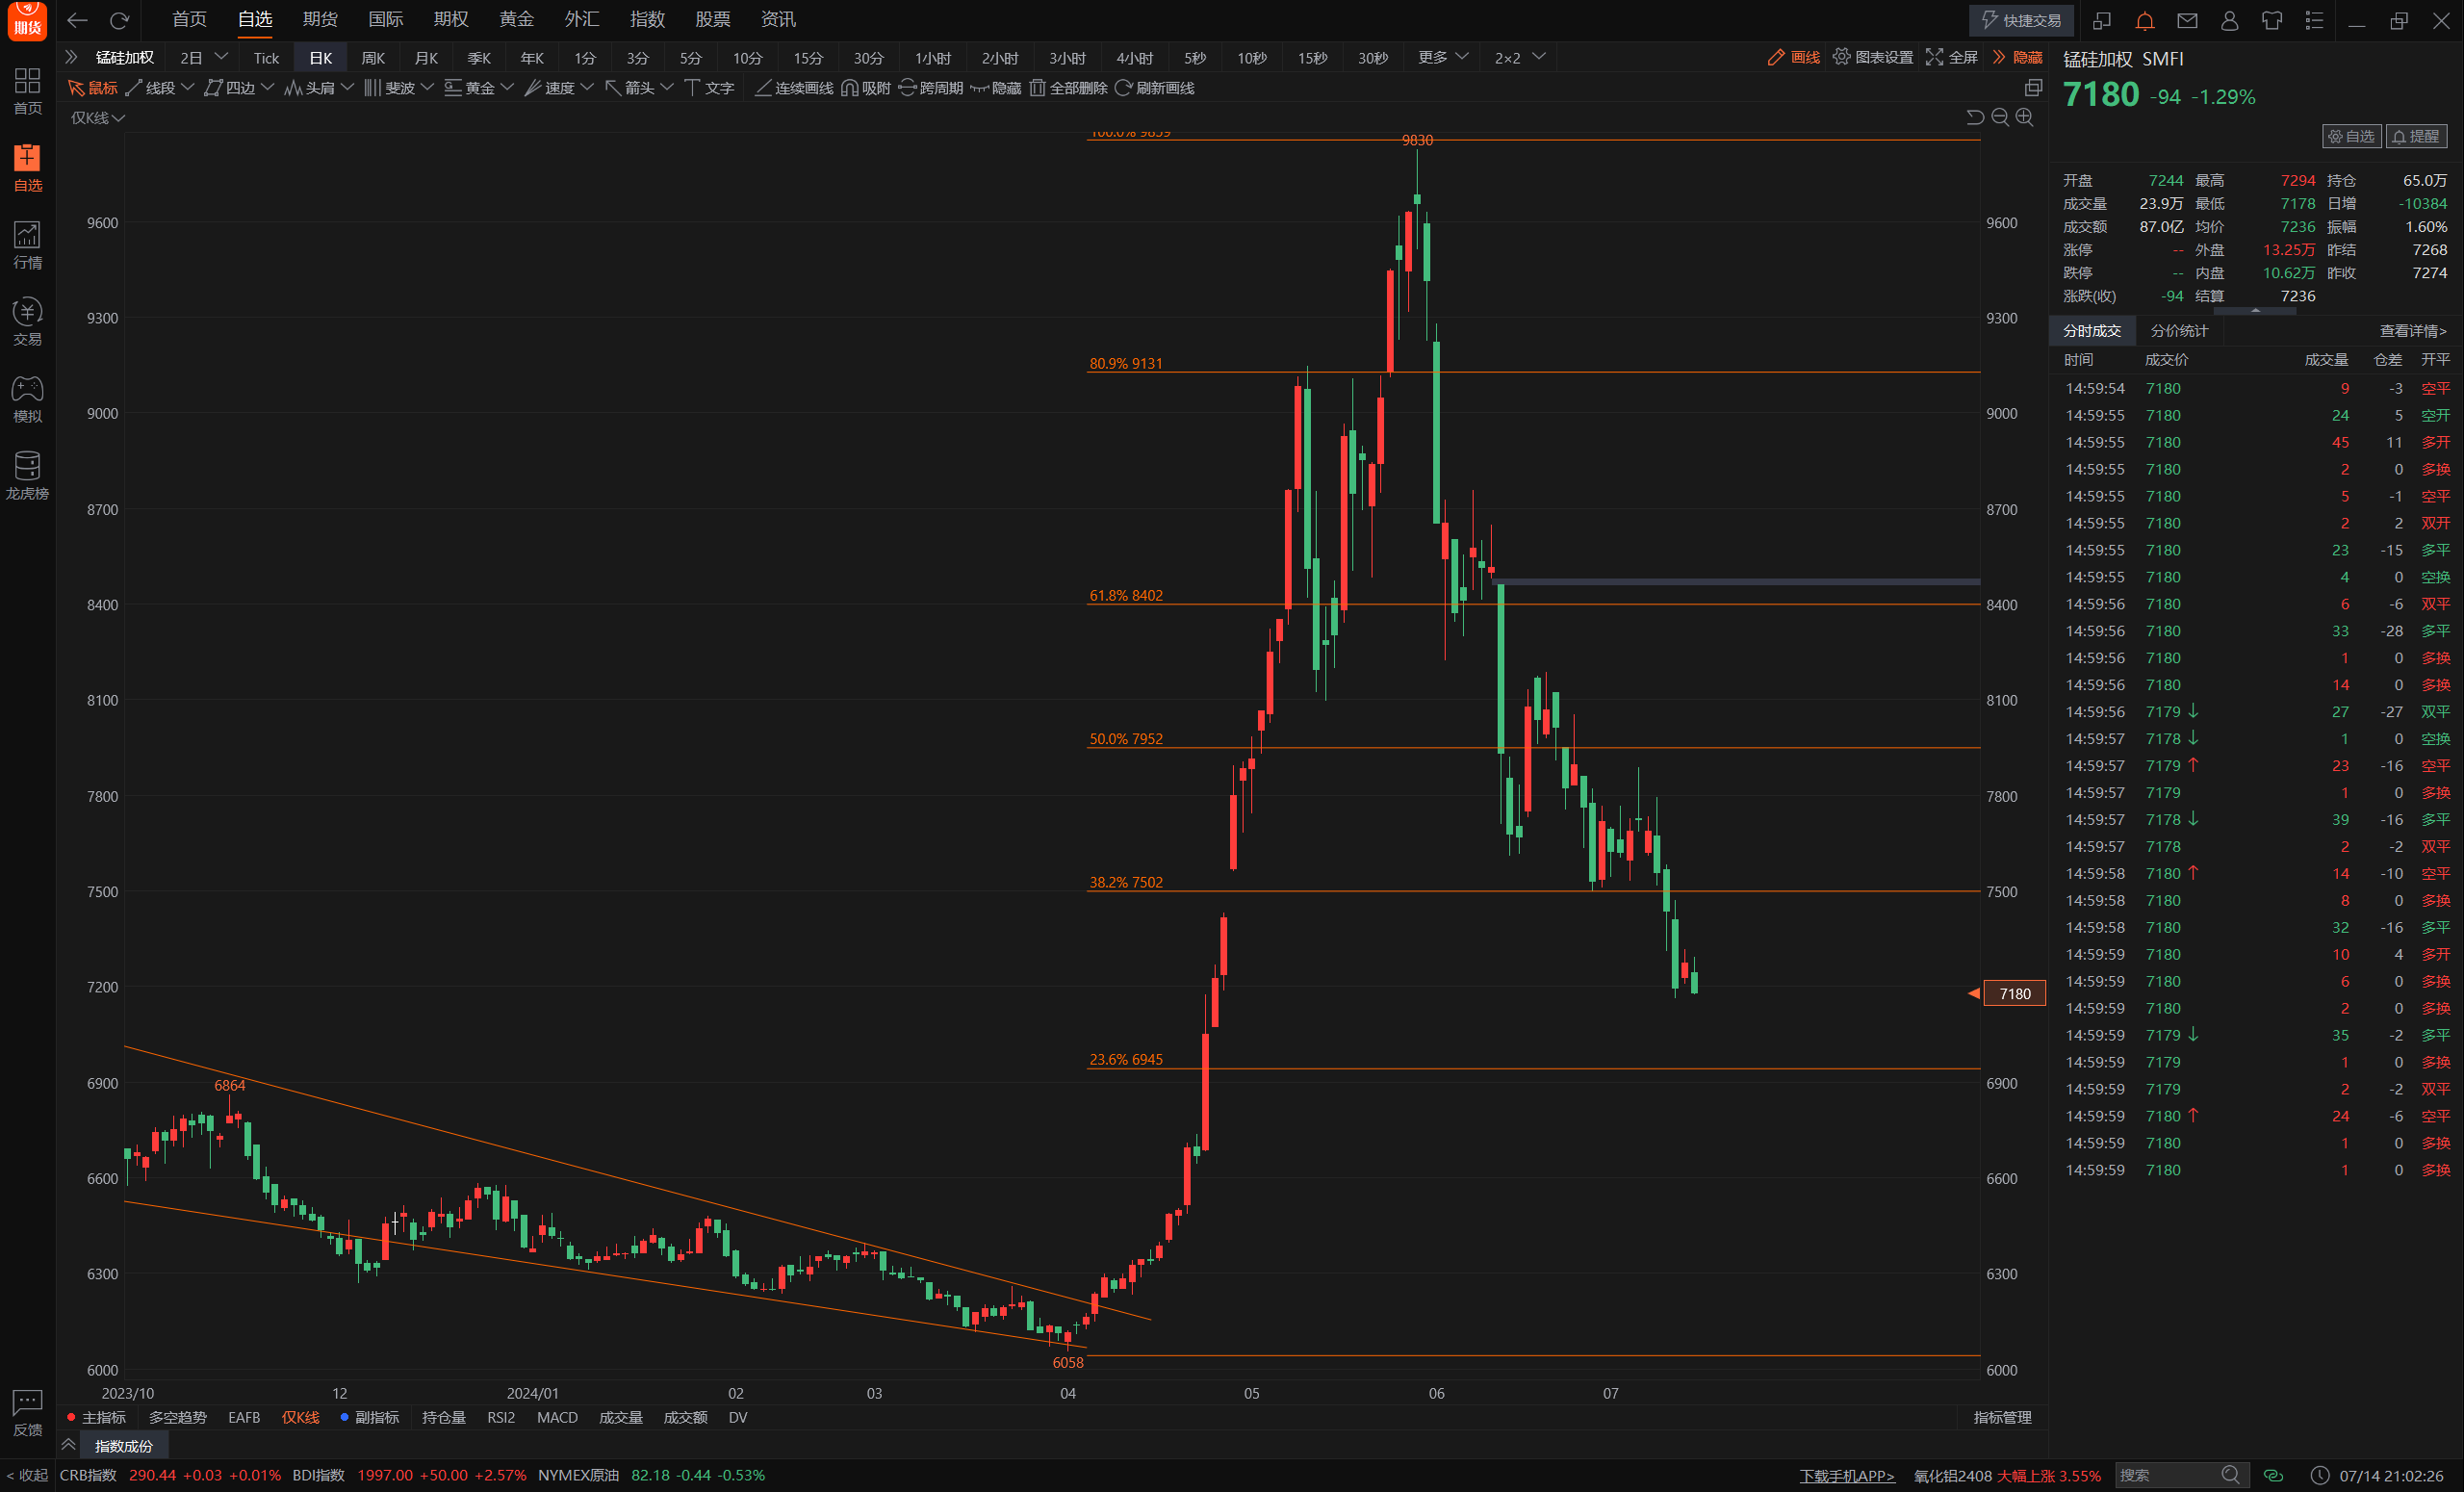 期货
首页 自选 期货 国际 期权 黄金 外汇 指数 股票 资讯 快捷交易
锰硅加权 2日 Tick 日K 周K 月K 季K 年K 1分 3分 5分 10分 15分 30分 1小时 2小时 3小时 4小时 5秒 10秒 15秒 30秒 更多 2×2 画线 图表设置 全屏 隐藏
鼠标 线段 四边 头肩 斐波 黄金 速度 箭头 文字 连续画线 吸附 跨周期 隐藏 全部删除 刷新画线
仅K线
首页
自选
行情
交易
模拟
龙虎榜
反馈
< 收起
100.0% 9859
9830
80.9% 9131
61.8% 8402
50.0% 7952
38.2% 7502
23.6% 6945
6864
6058
9600 9600
9300 9300
9000 9000
8700 8700
8400 8400
8100 8100
7800 7800
7500 7500
7200 7180
6900 6900
6600 6600
6300 6300
6000 6000
2023/10 12 2024/01 02 03 04 05 06 07
主指标 多空趋势 EAFB 仅K线 副指标 持仓量 RSI2 MACD 成交量 成交额 DV 指标管理
指数成份
锰硅加权 SMFI
7180 -94 -1.29%
自选 提醒
开盘 7244 最高 7294 持仓 65.0万
成交量 23.9万 最低 7178 日增 -10384
成交额 87.0亿 均价 7236 振幅 1.60%
涨停 -- 外盘 13.25万 昨结 7268
跌停 -- 内盘 10.62万 昨收 7274
涨跌(收) -94 结算 7236
分时成交 分价统计 查看详情>
时间 成交价 成交量 仓差 开平
14:59:54 7180 9 -3 空平
14:59:55 7180 24 5 空开
14:59:55 7180 45 11 多开
14:59:55 7180 2 0 多换
14:59:55 7180 5 -1 空平
14:59:55 7180 2 2 双开
14:59:55 7180 23 -15 多平
14:59:55 7180 4 0 空换
14:59:56 7180 6 -6 双平
14:59:56 7180 33 -28 多平
14:59:56 7180 1 0 多换
14:59:56 7180 14 0 多换
14:59:56 7179 ↓ 27 -27 双平
14:59:57 7178 ↓ 1 0 空换
14:59:57 7179 ↑ 23 -16 空平
14:59:57 7179 1 0 多换
14:59:57 7178 ↓ 39 -16 多平
14:59:57 7178 2 -2 双平
14:59:58 7180 ↑ 14 -10 空平
14:59:58 7180 8 0 多换
14:59:58 7180 32 -16 多平
14:59:59 7180 10 4 多开
14:59:59 7180 6 0 多换
14:59:59 7180 2 0 多换
14:59:59 7179 ↓ 35 -2 多平
14:59:59 7179 1 0 多换
14:59:59 7179 2 -2 双平
14:59:59 7180 ↑ 24 -6 空平
14:59:59 7180 1 0 多换
14:59:59 7180 1 0 多换
CRB指数 290.44 +0.03 +0.01% BDI指数 1997.00 +50.00 +2.57% NYMEX原油 82.18 -0.44 -0.53% 下载手机APP> 氧化铝2408 大幅上涨 3.55% 搜索 07/14 21:02:26